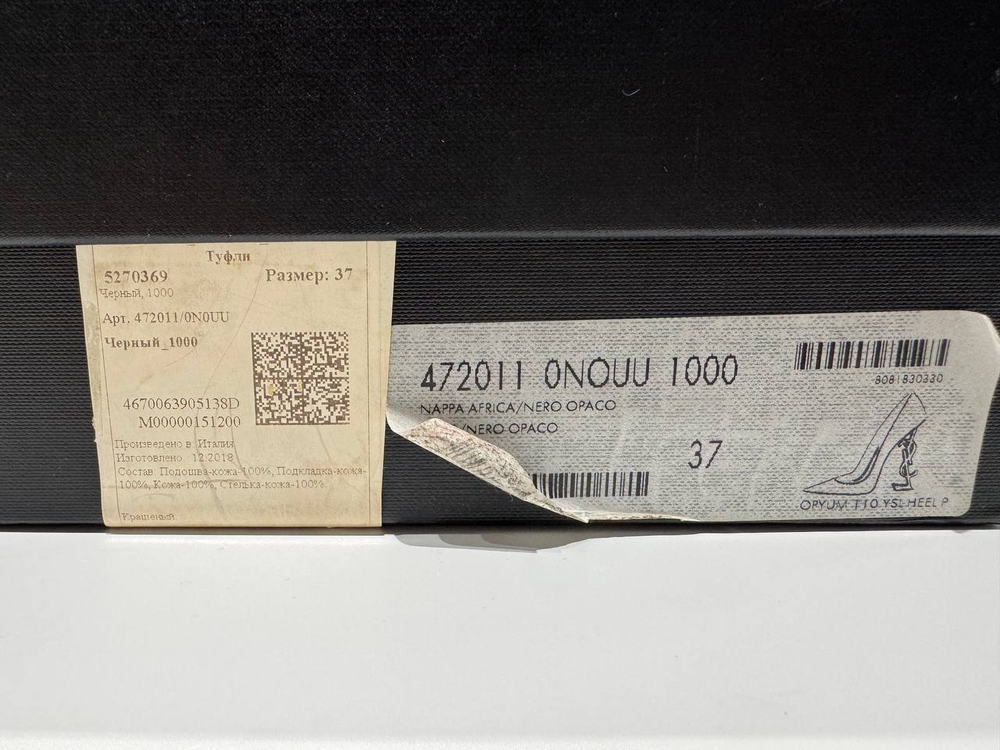 Туфли
5270369
Размер: 37
Черный, 1000
Арт. 472011/0N0UU
Черный_1000
4670063905138D
M00000151200
Произведено в: Италия
Изготовлено: 12.2018
Состав: Подошва-кожа-100%, Подкладка-кожа-
100%, Кожа-100%, Стелька-кожа-100%
Крашеный
472011 0NOUU 1000
NAPPA AFRICA/NERO OPACO
/NERO OPACO
37
8081830330
OPYUM 110 YSL HEEL P